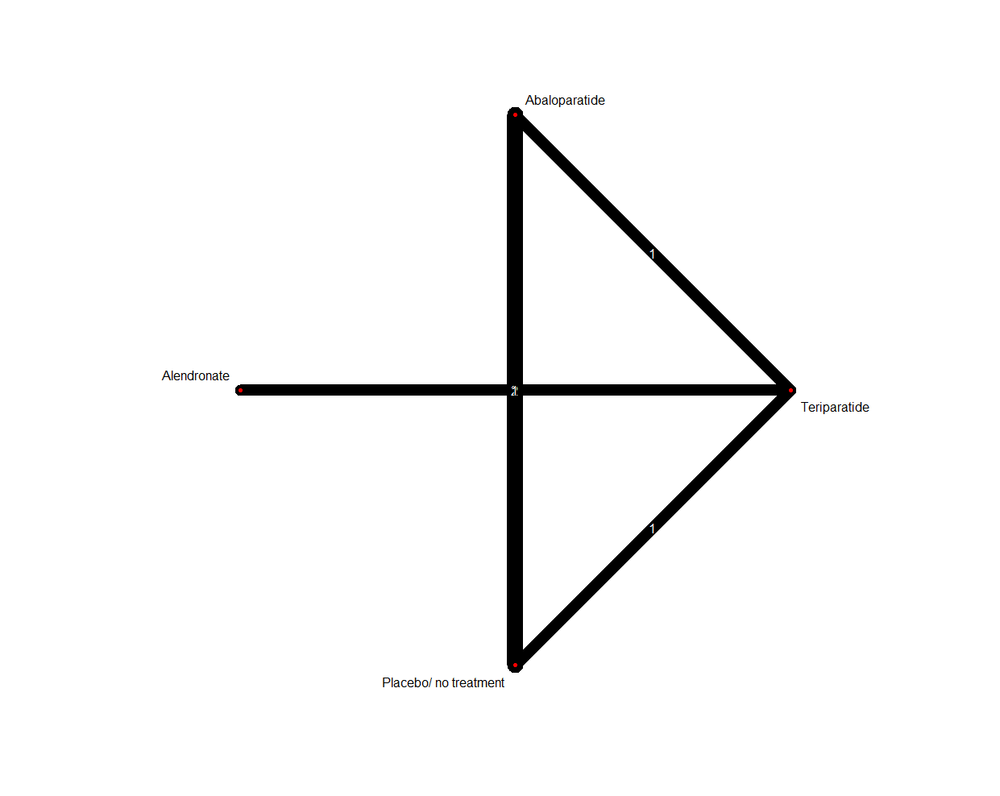 Abaloparatide
1
Alendronate
Teriparatide
1
Placebo/ no treatment